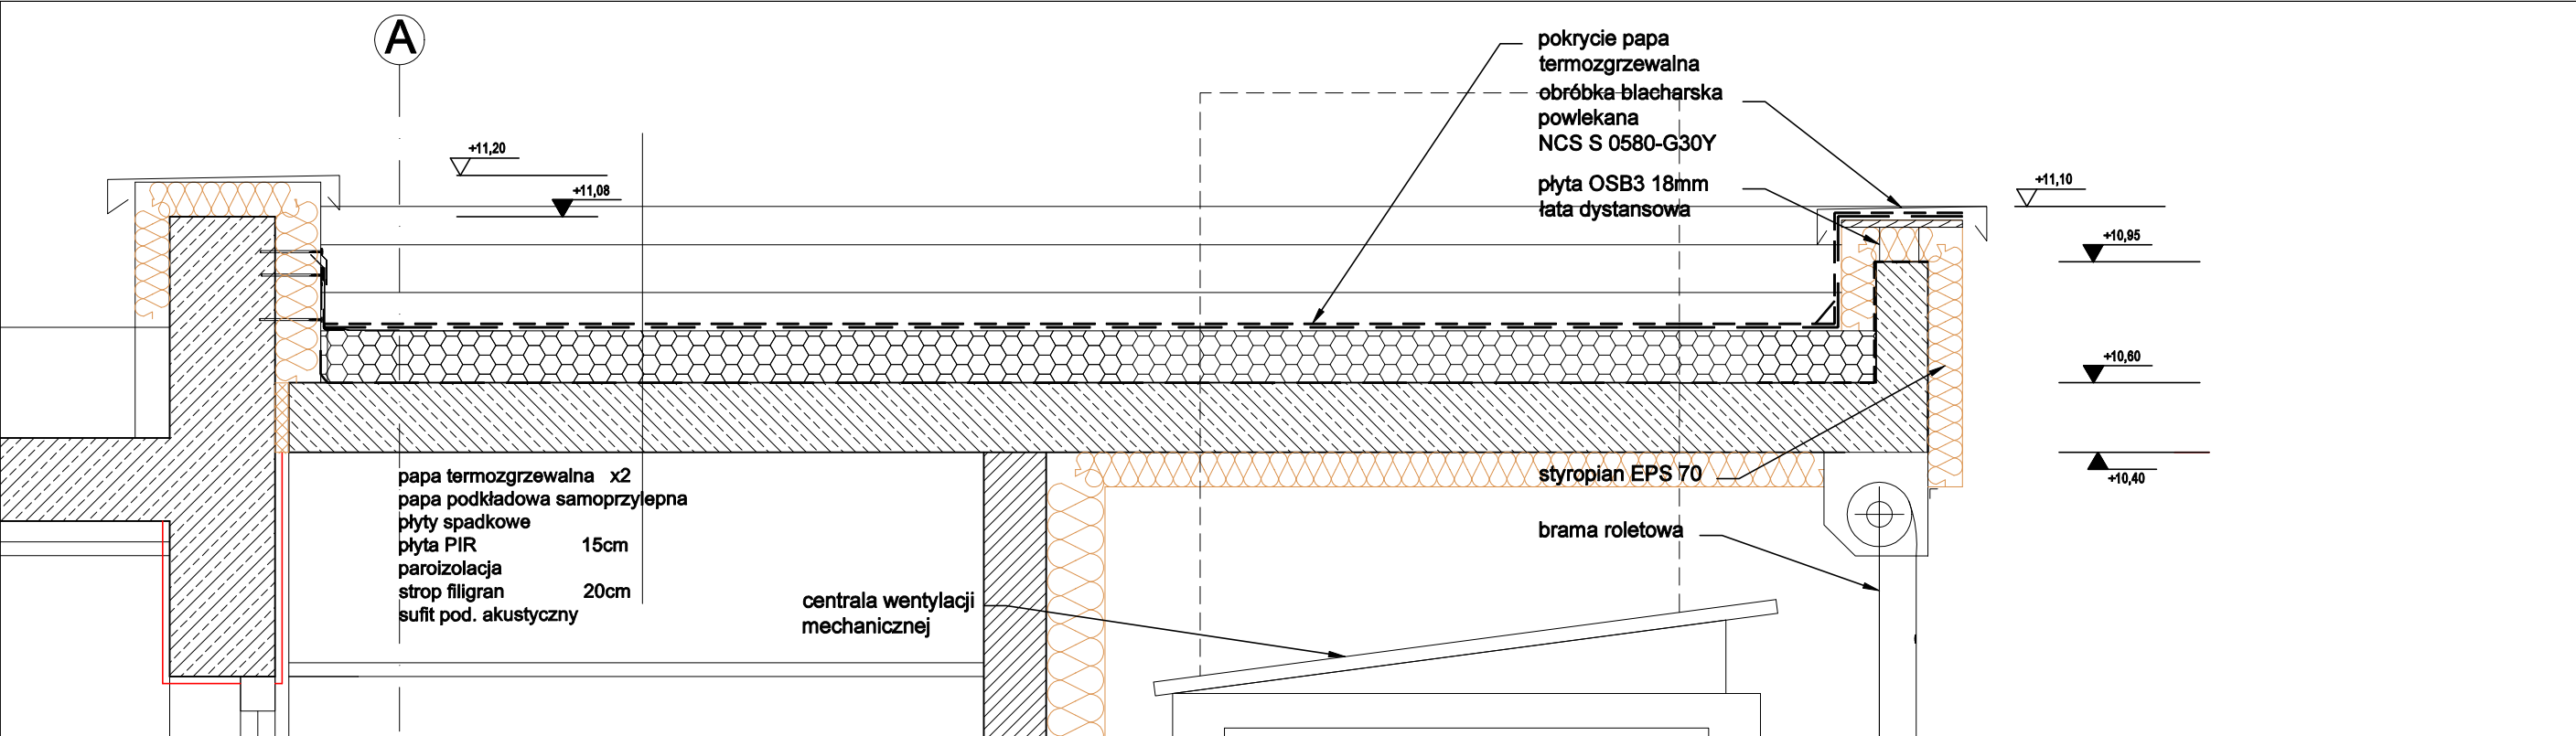 A
pokrycie papa
termozgrzewalna
obróbka blacharska
powlekana
NCS S 0580-G30Y
płyta OSB3 18mm
łata dystansowa
+11,20
+11,08
+11,10
+10,95
+10,60
+10,40
papa termozgrzewalna x2
papa podkładowa samoprzylepna
płyty spadkowe
płyta PIR 15cm
paroizolacja
strop filigran 20cm
sufit pod. akustyczny
styropian EPS 70
brama roletowa
centrala wentylacji
mechanicznej